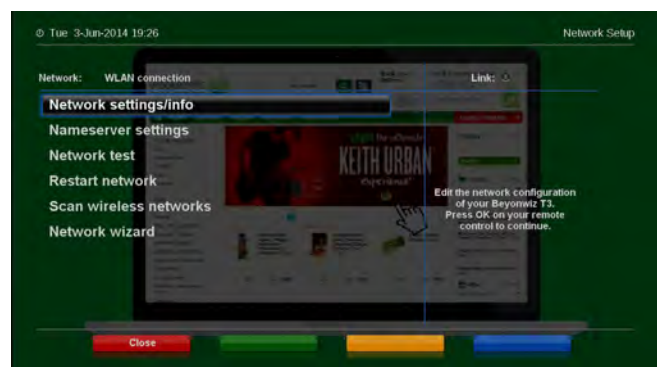 Tue 3-Jun-2014 19:26
Network Setup
Network: WLAN connection
Link:
Network settings/info
Nameserver settings
Network test
Restart network
Scan wireless networks
Network wizard
KEITH URBAN
Edit the network configuration
of your Beyonwiz T3.
Press OK on your remote
control to continue.
Close